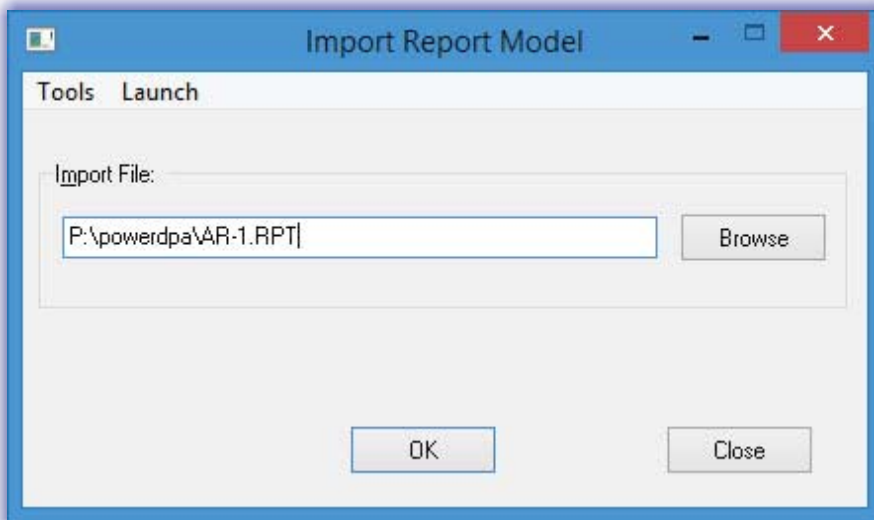 Import Report Model
Tools Launch
Import File:
P:\powerdpa\AR-1.RPT
Browse
OK
Close